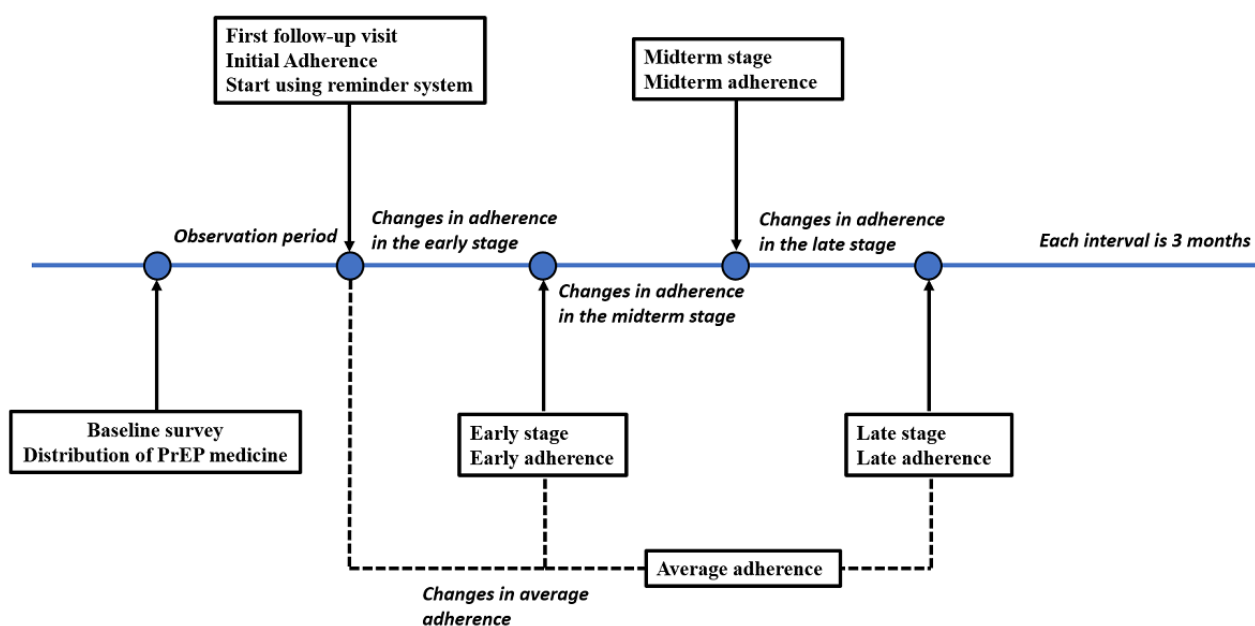 First follow-up visit
Initial Adherence
Start using reminder system
Midterm stage
Midterm adherence
Observation period
Changes in adherence
in the early stage
Changes in adherence
in the late stage
Each interval is 3 months
Changes in adherence
in the midterm stage
Baseline survey
Distribution of PrEP medicine
Early stage
Early adherence
Late stage
Late adherence
Average adherence
Changes in average
adherence